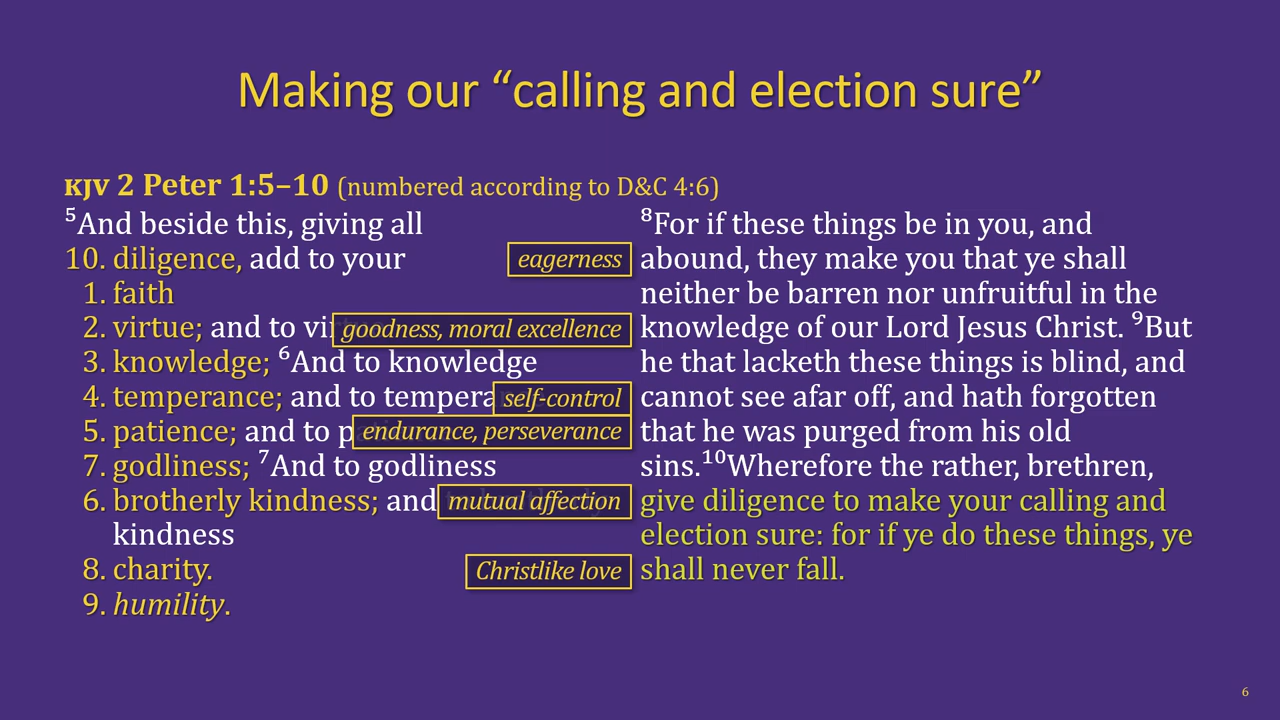 Making our “calling and election sure”
KJV 2 Peter 1:5–10 (numbered according to D&C 4:6)
⁵And beside this, giving all
10. diligence, add to your
eagerness
1. faith
2. virtue; and to
goodness, moral excellence
3. knowledge; ⁶And to knowledge
4. temperance; and to
self-control
5. patience; and to
endurance, perseverance
7. godliness; ⁷And to godliness
6. brotherly kindness; and
mutual affection
kindness
8. charity.
Christlike love
9. humility.
⁸For if these things be in you, and
abound, they make you that ye shall
neither be barren nor unfruitful in the
knowledge of our Lord Jesus Christ. ⁹But
he that lacketh these things is blind, and
cannot see afar off, and hath forgotten
that he was purged from his old
sins.¹⁰Wherefore the rather, brethren,
give diligence to make your calling and
election sure: for if ye do these things, ye
shall never fall.
6